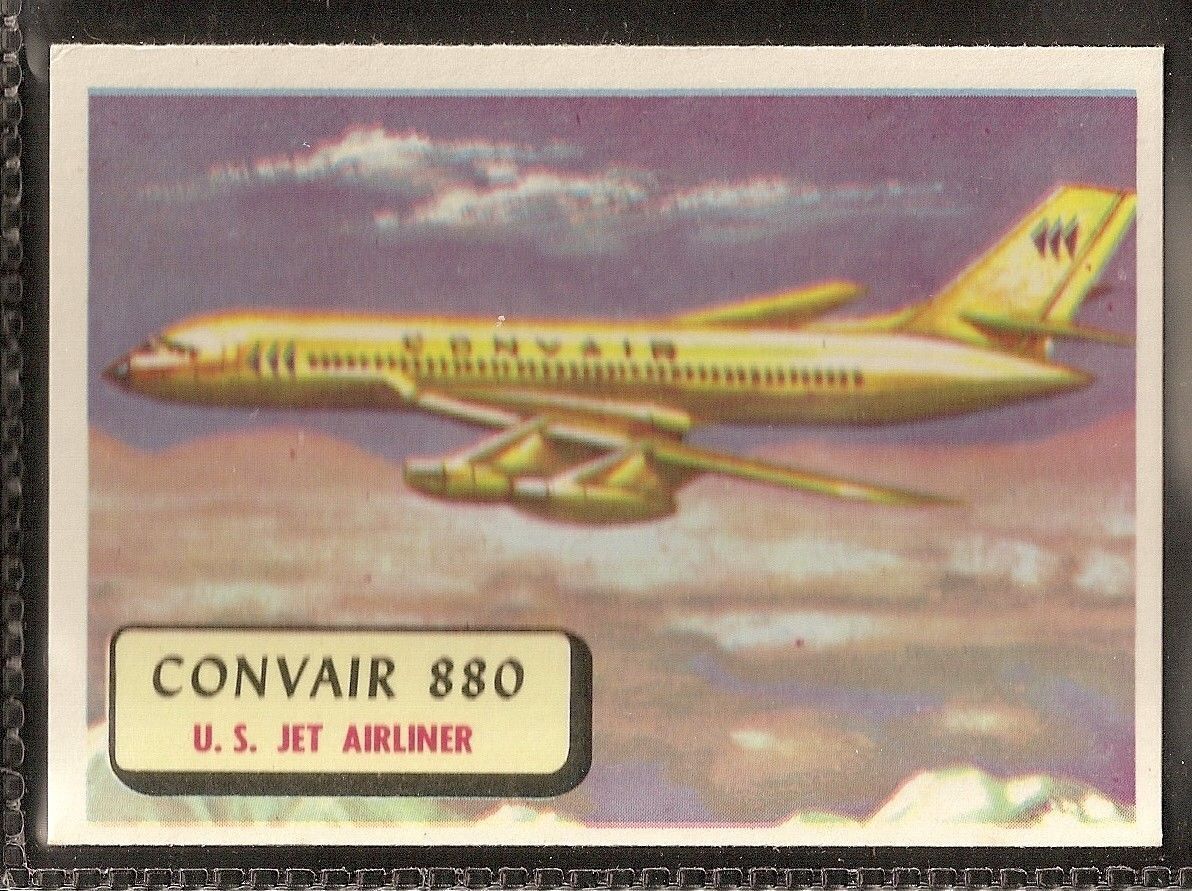 CONVAIR
CONVAIR 880
U. S. JET AIRLINER